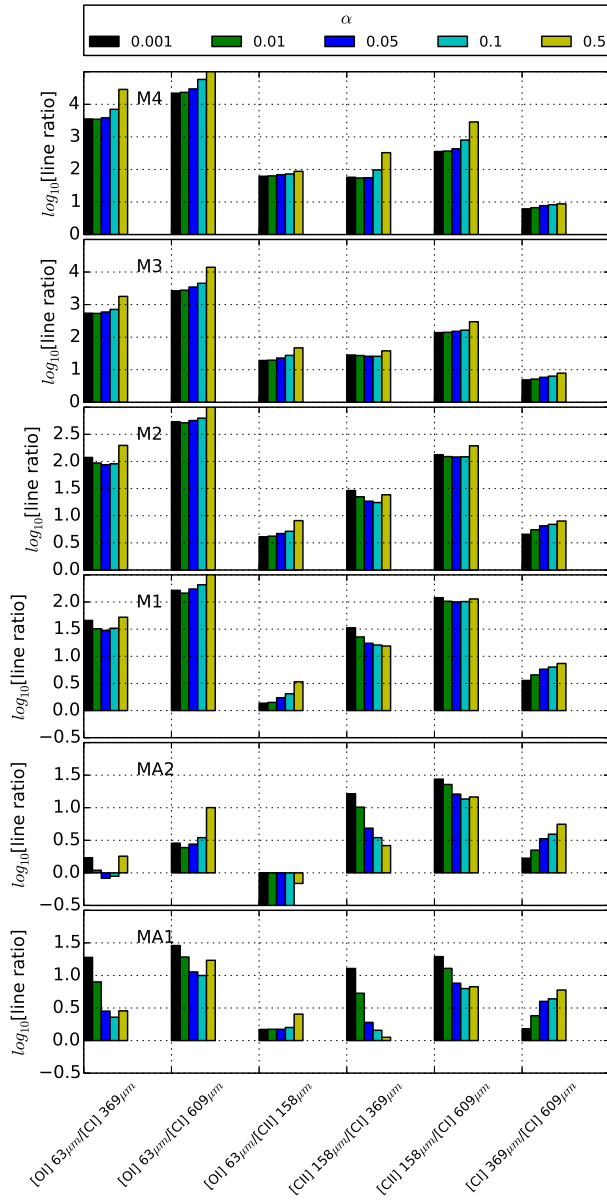 α
0.001 0.01 0.05 0.1 0.5
M4
log10[line ratio]
4
3
2
1
0
M3
log10[line ratio]
4
3
2
1
0
M2
log10[line ratio]
2.5
2.0
1.5
1.0
0.5
0.0
M1
log10[line ratio]
2.0
1.5
1.0
0.5
0.0
−0.5
MA2
log10[line ratio]
1.5
1.0
0.5
0.0
−0.5
MA1
log10[line ratio]
1.5
1.0
0.5
0.0
−0.5
[OI] 63μm/[CI] 369μm
[OI] 63μm/[CI] 609μm
[OI] 63μm/[CII] 158μm
[CII] 158μm/[CI] 369μm
[CII] 158μm/[CI] 609μm
[CI] 369μm/[CI] 609μm